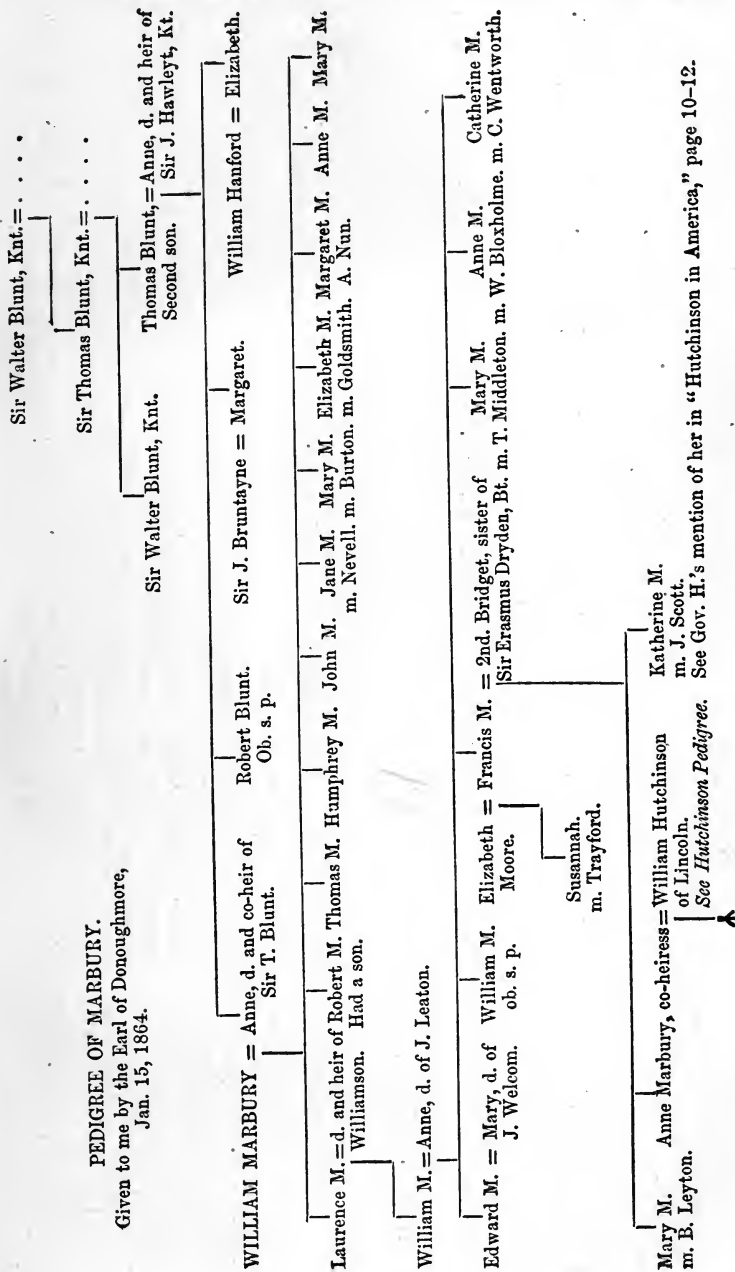 PEDIGREE OF MARBURY.
Given to me by the Earl of Donoughmore,
Jan. 15, 1864.
Sir Walter Blunt, Knt. = . . . . .
Sir Thomas Blunt, Knt. = . . . .
Sir Walter Blunt, Knt.
Thomas Blunt, = Anne, d. and heir of
Second son. Sir J. Hawleyt, Kt.
WILLIAM MARBURY = Anne, d. and co-heir of
Sir T. Blunt.
Robert Blunt.
Ob. s. p.
Sir J. Bruntayne = Margaret.
William Hanford = Elizabeth.
Laurence M. = d. and heir of Robert M. Thomas M. Humphrey M. John M. Jane M. Mary M. Elizabeth M. Margaret M. Anne M. Mary M.
Williamson. Had a son. m. Nevell. m. Burton. m. Goldsmith. A. Nun.
William M. = Anne, d. of J. Leaton.
Edward M. = Mary, d. of William M. Elizabeth = Francis M. = 2nd. Bridget, sister of Mary M. Anne M. Catherine M.
J. Welcom. ob. s. p. Moore. Sir Erasmus Dryden, Bt. m. T. Middleton. m. W. Bloxholme. m. C. Wentworth.
Susannah.
m. Trayford.
Mary M. Anne Marbury, co-heiress = William Hutchinson Katherine M.
m. B. Leyton. of Lincoln. m. J. Scott.
See Hutchinson Pedigree. See Gov. H.'s mention of her in "Hutchinson in America," page 10-12.